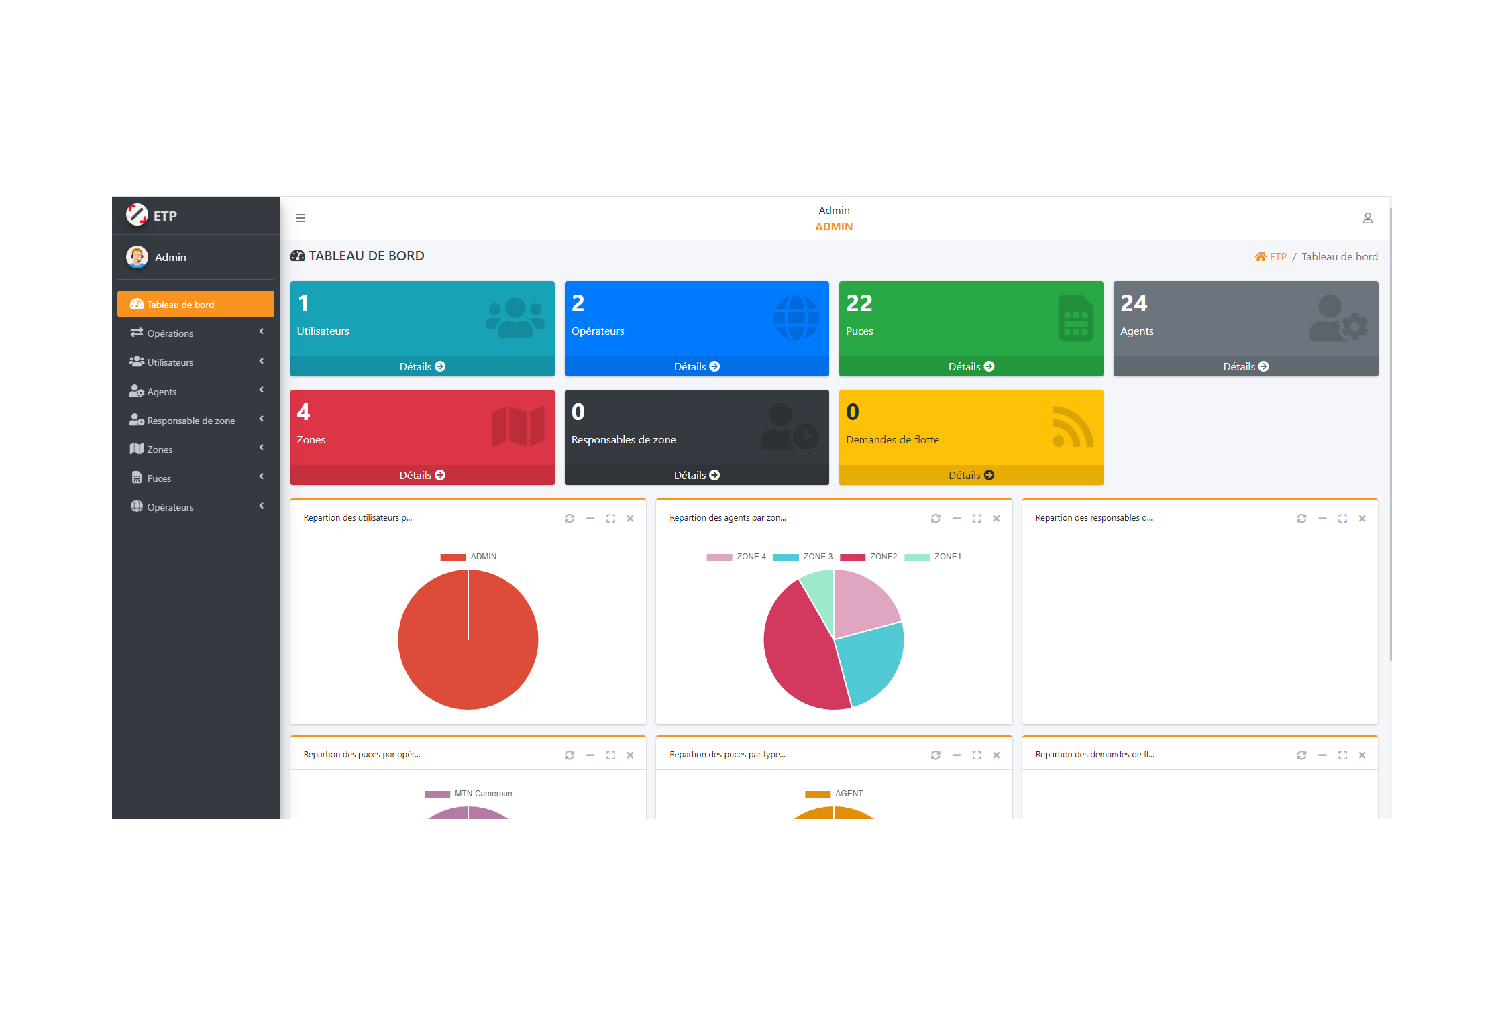 ETP
Admin
Tableau de bord
Opérations
Utilisateurs
Agents
Responsable de zone
Zones
Puces
Opérateurs
Admin
ADMIN
TABLEAU DE BORD
ETP / Tableau de bord
1
Utilisateurs
Détails
2
Opérateurs
Détails
22
Puces
Détails
24
Agents
Détails
4
Zones
Détails
0
Responsables de zone
Détails
0
Demandes de flotte
Détails
Repartion des utilisateurs p...
ADMIN
Repartion des agents par zon...
ZONE 4 ZONE 3 ZONE2 ZONE1
Repartion des responsables d...
Repartion des puces par opér...
MTN Cameroun
Repartion des puces par type...
AGENT
Repartion des demandes de fl...